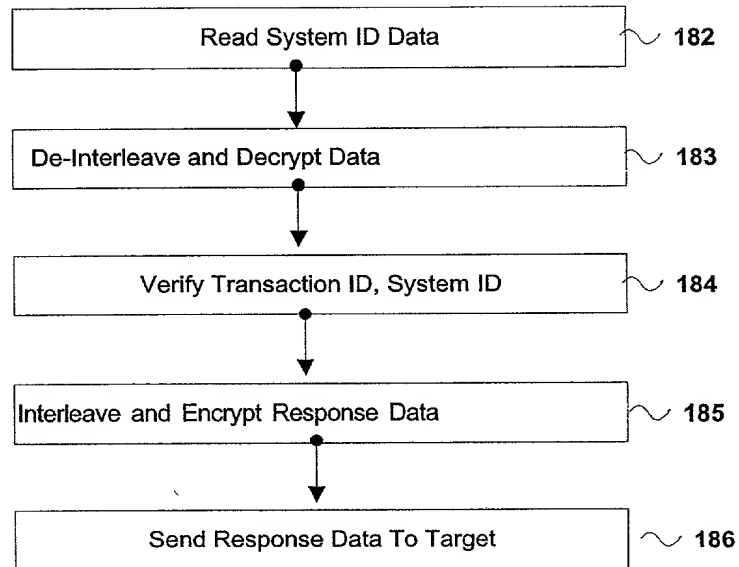 Read System ID Data 182
De-Interleave and Decrypt Data 183
Verify Transaction ID, System ID 184
Interleave and Encrypt Response Data 185
Send Response Data To Target 186